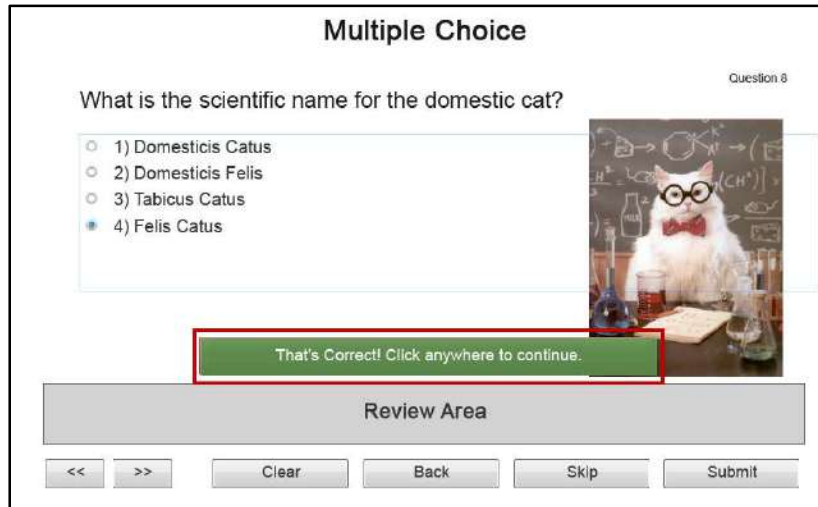 Multiple Choice
Question 8
What is the scientific name for the domestic cat?
1) Domesticis Catus
2) Domesticis Felis
3) Tabicus Catus
4) Felis Catus
That's Correct! Click anywhere to continue.
Review Area
<< >> Clear Back Skip Submit